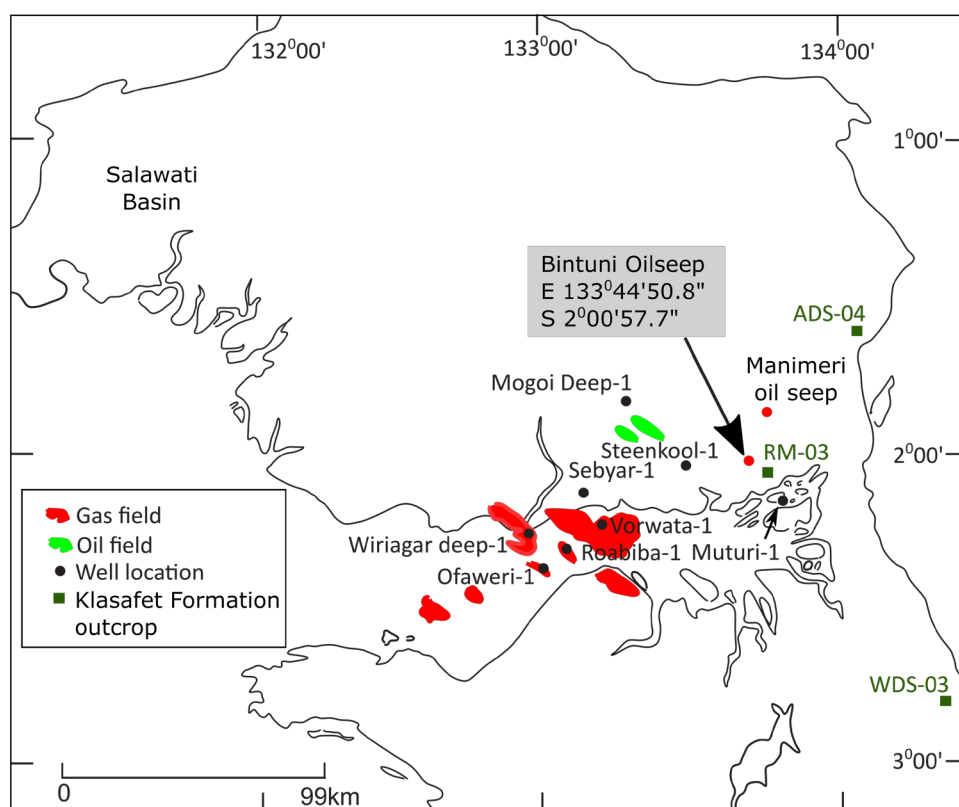 132⁰00'
133⁰00'
134⁰00'
1⁰00'
Salawati
Basin
Bintuni Oilseep
E 133⁰44'50.8"
S 2⁰00'57.7"
ADS-04
Manimeri
oil seep
Mogoi Deep-1
Steenkool-1
RM-03
2⁰00'
Sebyar-1
Gas field
Oil field
Well location
Klasafet Formation
outcrop
Vorwata-1
Wiriagar deep-1
Roabiba-1
Muturi-1
Ofaweri-1
WDS-03
3⁰00'
0
99km